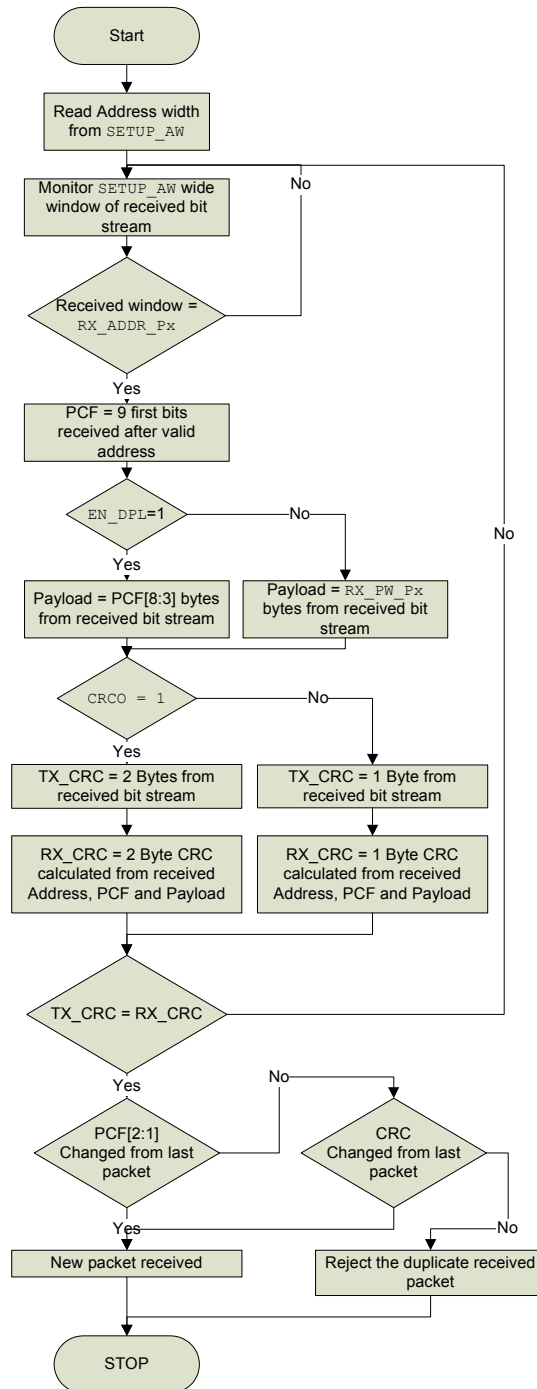 Start
Read Address width
from SETUP_AW
No
Monitor SETUP_AW wide
window of received bit
stream
Received window =
RX_ADDR_Px
Yes
PCF = 9 first bits
received after valid
address
EN_DPL=1
No
No
Yes
Payload = PCF[8:3] bytes
from received bit stream
Payload = RX_PW_Px
bytes from received bit
stream
CRCO = 1
No
Yes
TX_CRC = 2 Bytes from
received bit stream
TX_CRC = 1 Byte from
received bit stream
RX_CRC = 2 Byte CRC
calculated from received
Address, PCF and Payload
RX_CRC = 1 Byte CRC
calculated from received
Address, PCF and Payload
TX_CRC = RX_CRC
Yes
No
PCF[2:1]
Changed from last
packet
CRC
Changed from last
packet
Yes
No
New packet received
Reject the duplicate received
packet
STOP